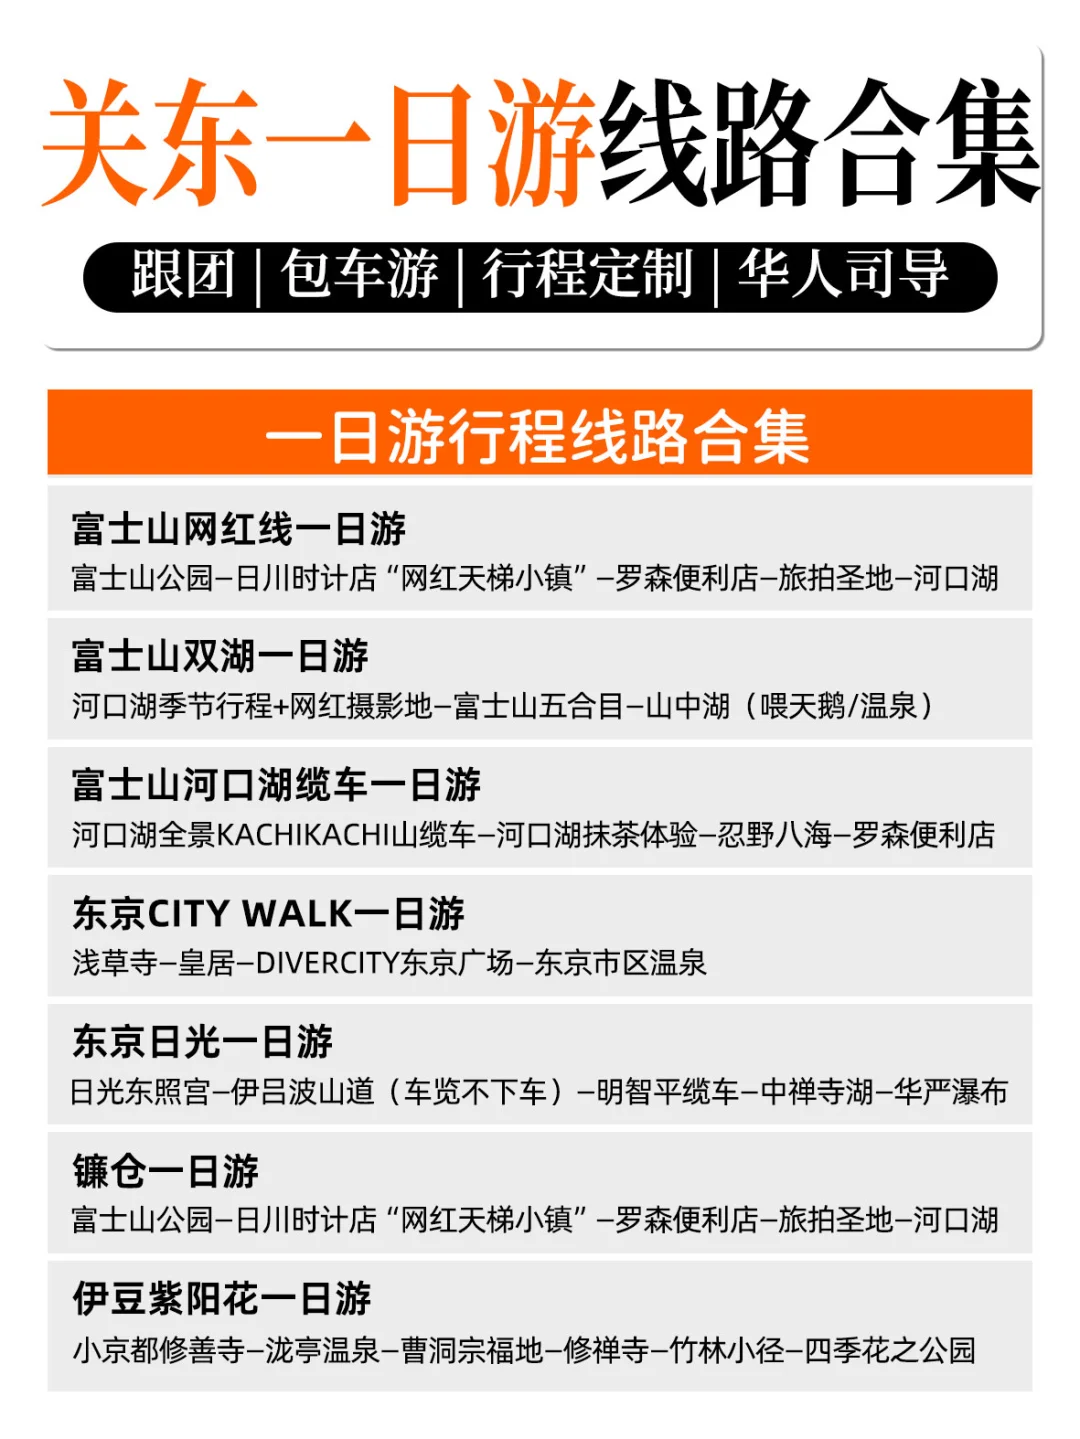 关东一日游线路合集
跟团 | 包车游 | 行程定制 | 华人司导
一日游行程线路合集
富士山网红线一日游
富士山公园–日川时计店“网红天梯小镇”–罗森便利店–旅拍圣地–河口湖
富士山双湖一日游
河口湖季节行程+网红摄影地–富士山五合目–山中湖（喂天鹅/温泉）
富士山河口湖缆车一日游
河口湖全景KACHIKACHI山缆车–河口湖抹茶体验–忍野八海–罗森便利店
东京CITY WALK一日游
浅草寺–皇居–DIVERCITY东京广场–东京市区温泉
东京日光一日游
日光东照宫–伊吕波山道（车览不下车）–明智平缆车–中禅寺湖–华严瀑布
镰仓一日游
富士山公园–日川时计店“网红天梯小镇”–罗森便利店–旅拍圣地–河口湖
伊豆紫阳花一日游
小京都修善寺–泷亭温泉–曹洞宗福地–修禅寺–竹林小径–四季花之公园